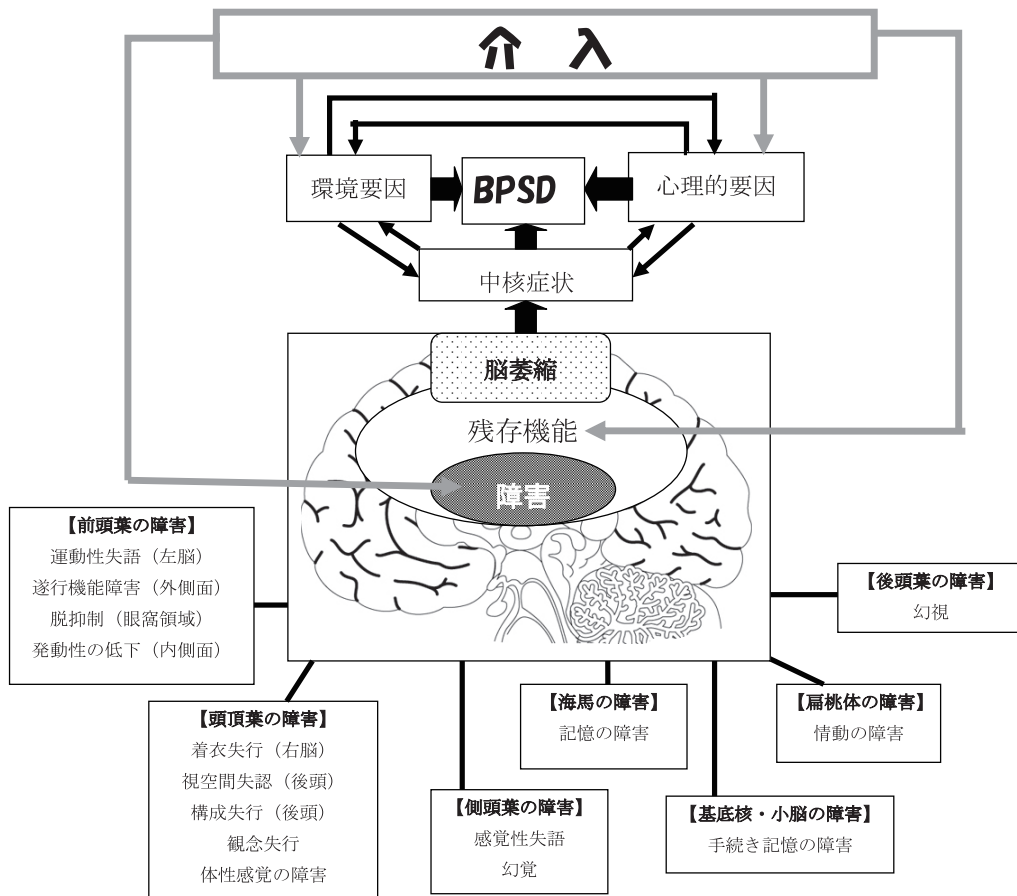 介 入
環境要因
BPSD
心理的要因
中核症状
脳萎縮
残存機能
障害
【前頭葉の障害】
運動性失語（左脳）
遂行機能障害（外側面）
脱抑制（眼窩領域）
発動性の低下（内側面）
【後頭葉の障害】
幻視
【頭頂葉の障害】
着衣失行（右脳）
視空間失認（後頭）
構成失行（後頭）
観念失行
体性感覚の障害
【側頭葉の障害】
感覚性失語
幻覚
【海馬の障害】
記憶の障害
【基底核・小脳の障害】
手続き記憶の障害
【扁桃体の障害】
情動の障害